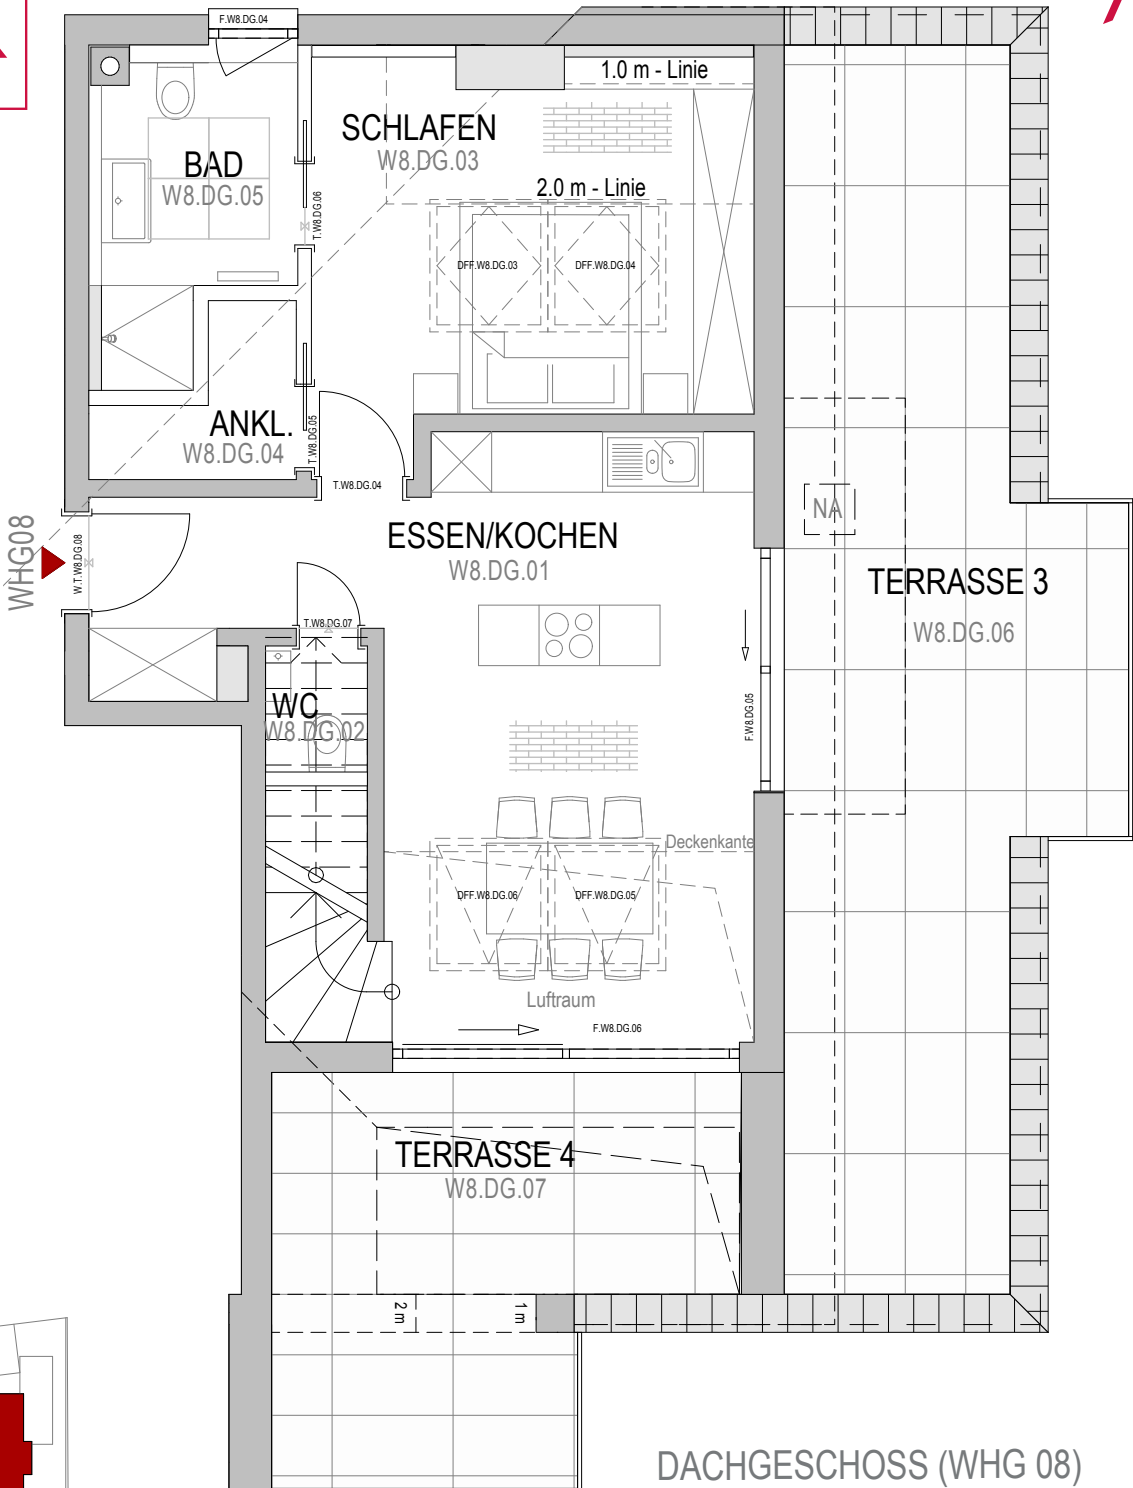 F.W8.DG.04
1.0 m - Linie
SCHLAFEN
W8.DG.03
BAD
W8.DG.05
2.0 m - Linie
T.W8.DG.06
DFF.W8.DG.03
DFF.W8.DG.04
ANKL.
W8.DG.04
T.W8.DG.05
T.W8.DG.04
NA
WHG08
W.T.W8.DG.08
ESSEN/KOCHEN
W8.DG.01
TERRASSE 3
W8.DG.06
T.W8.DG.07
WC
W8.DG.02
F.W8.DG.05
Deckenkante
DFF.W8.DG.06
DFF.W8.DG.05
Luftraum
F.W8.DG.06
TERRASSE 4
W8.DG.07
2 m
1 m
DACHGESCHOSS (WHG 08)